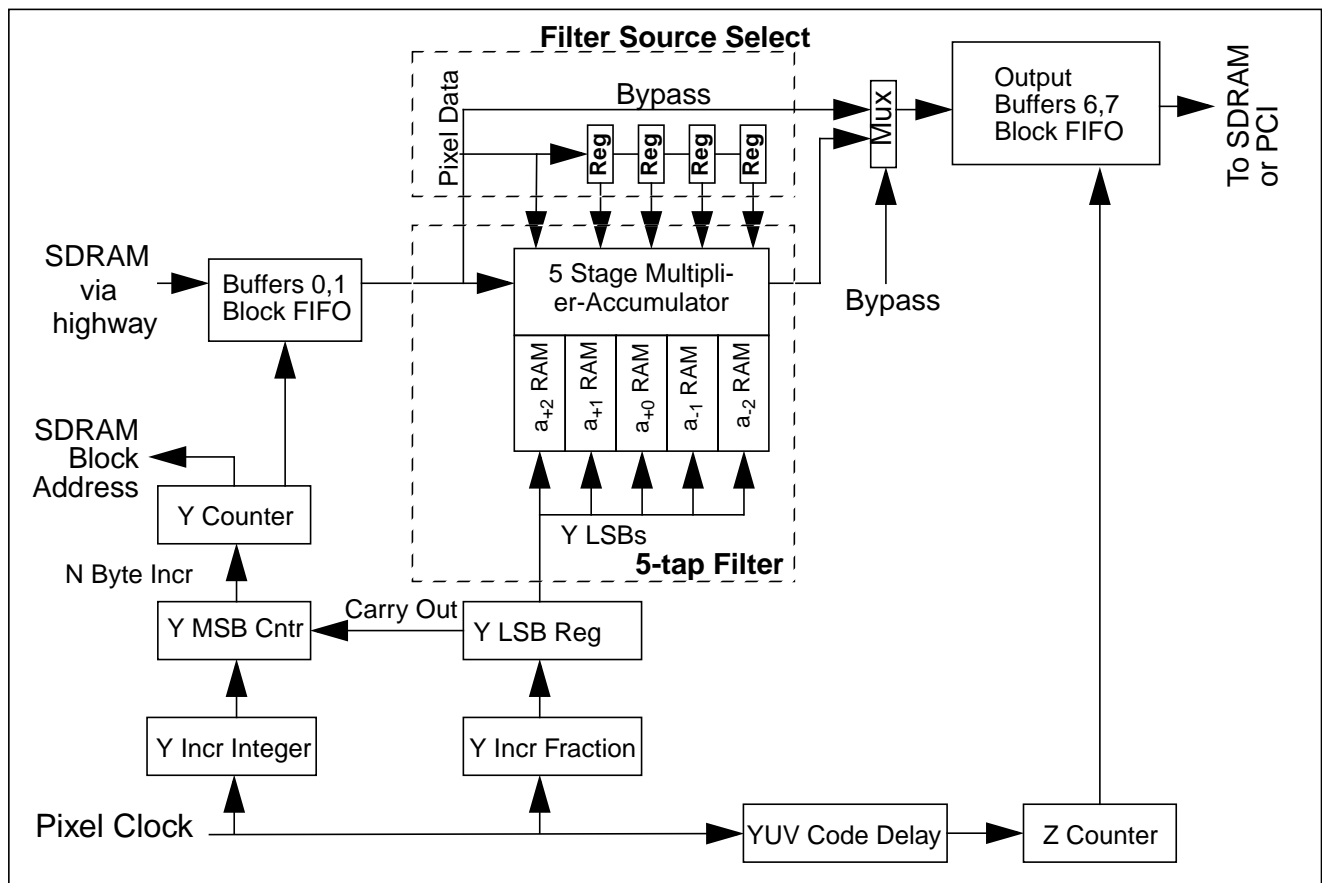 Filter Source Select
Pixel Data
Bypass
Reg
Reg
Reg
Reg
Mux
Output
Buffers 6,7
Block FIFO
To SDRAM
or PCI
SDRAM
via
highway
Buffers 0,1
Block FIFO
5 Stage Multipli-
er-Accumulator
Bypass
a+2 RAM
a+1 RAM
a+0 RAM
a-1 RAM
a-2 RAM
SDRAM
Block
Address
Y Counter
Y LSBs
5-tap Filter
N Byte Incr
Y MSB Cntr
Carry Out
Y LSB Reg
Y Incr Integer
Y Incr Fraction
Pixel Clock
YUV Code Delay
Z Counter